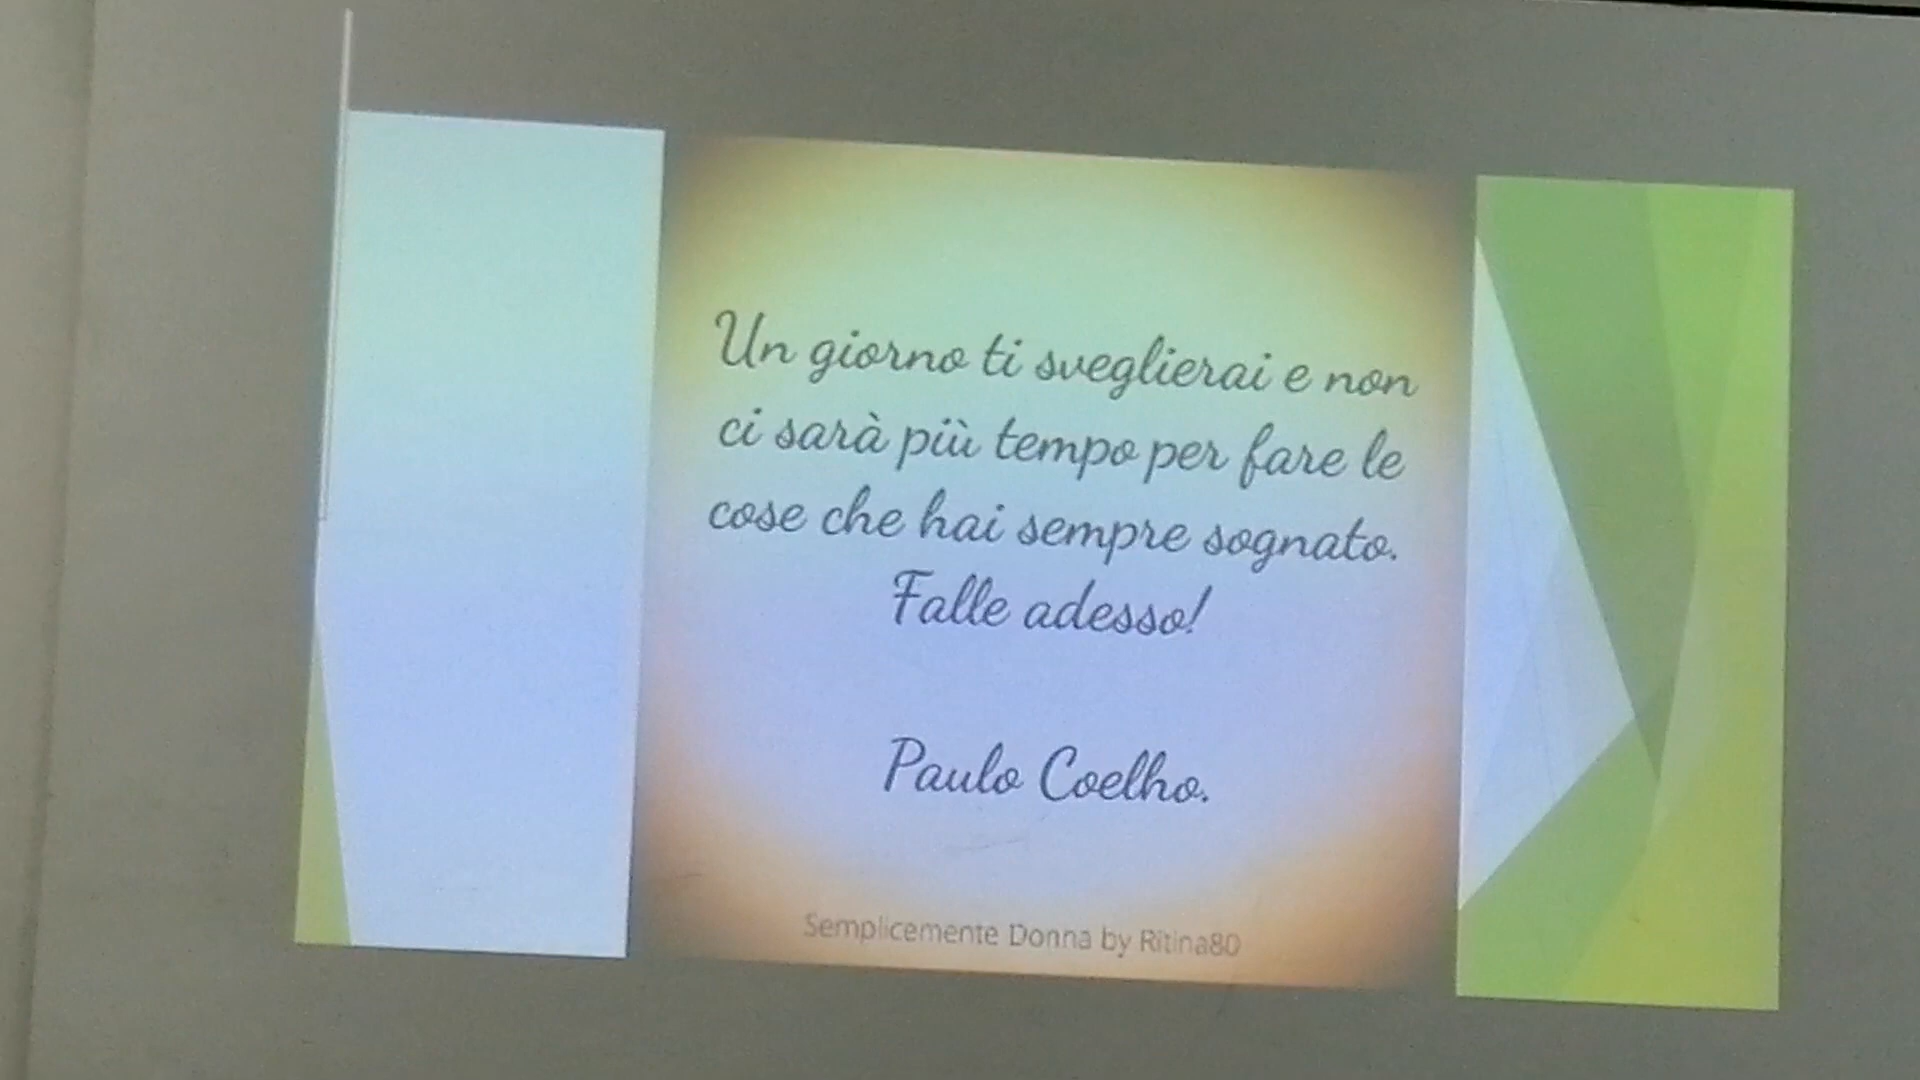 Un giorno ti sveglierai e non
ci sarà più tempo per fare le
cose che hai sempre sognato.
Falle adesso!
Paulo Coelho.
Semplicemente Donna by Ritina80